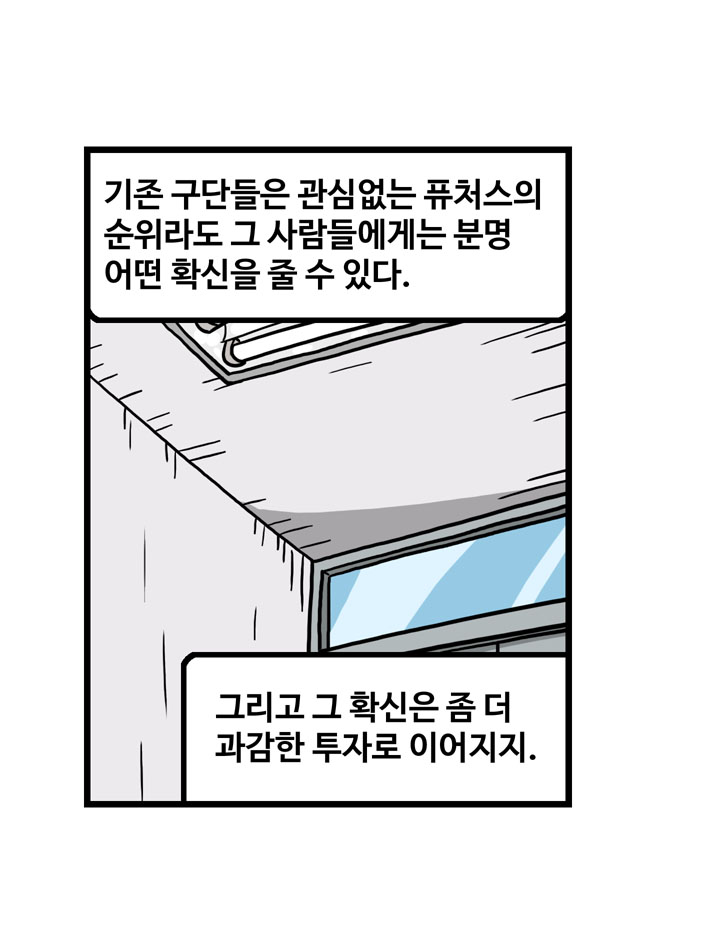 기존 구단들은 관심없는 퓨처스의
순위라도 그 사람들에게는 분명
어떤 확신을 줄 수 있다.
그리고 그 확신은 좀 더
과감한 투자로 이어지지.